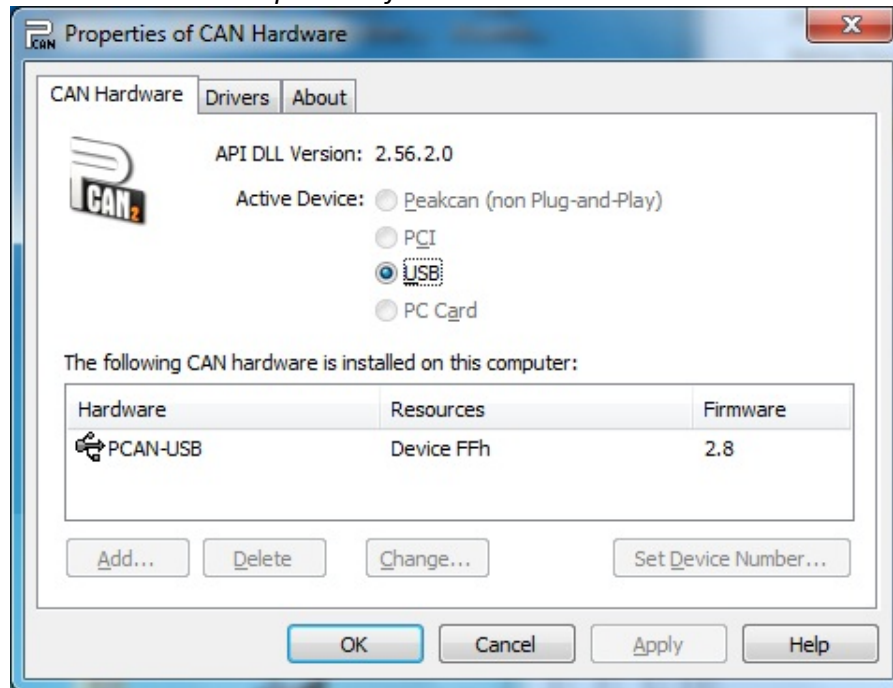 PCAN Properties of CAN Hardware
CAN Hardware Drivers About
PCAN2
API DLL Version: 2.56.2.0
Active Device: Peakcan (non Plug-and-Play)
PCI
USB
PC Card
The following CAN hardware is installed on this computer:
Hardware Resources Firmware
PCAN-USB Device FFh 2.8
Add... Delete Change... Set Device Number...
OK Cancel Apply Help